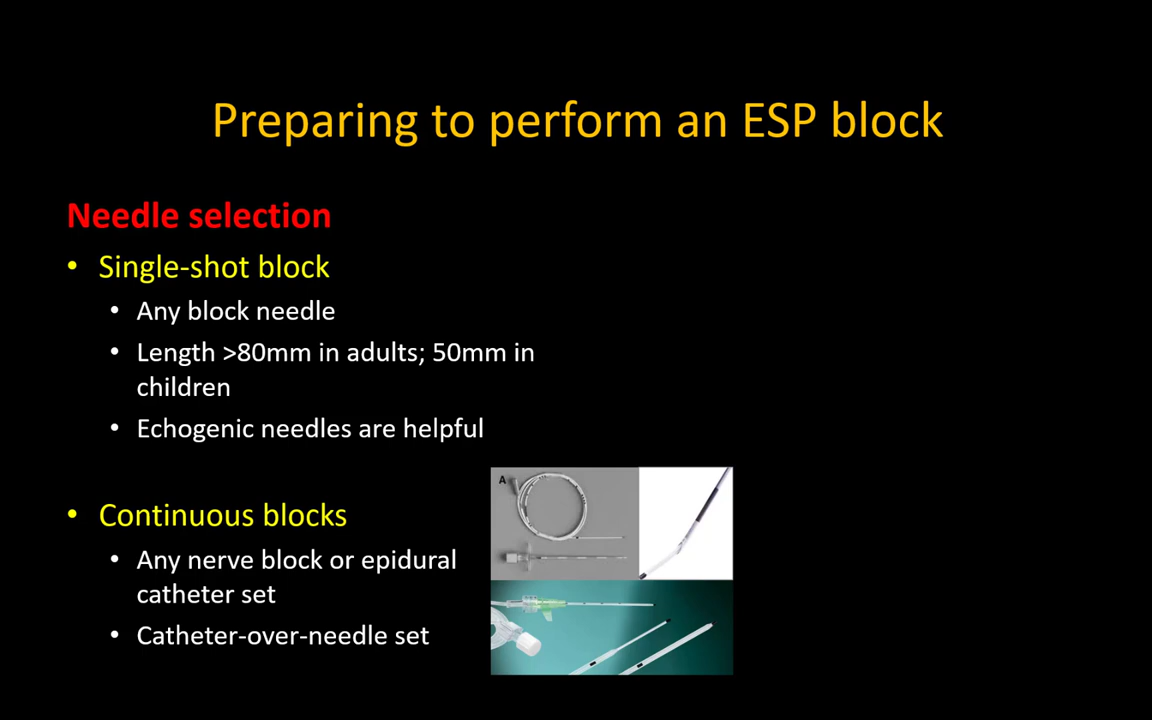 Preparing to perform an ESP block
Needle selection
• Single-shot block
• Any block needle
• Length >80mm in adults; 50mm in
children
• Echogenic needles are helpful
A
• Continuous blocks
• Any nerve block or epidural
catheter set
• Catheter-over-needle set